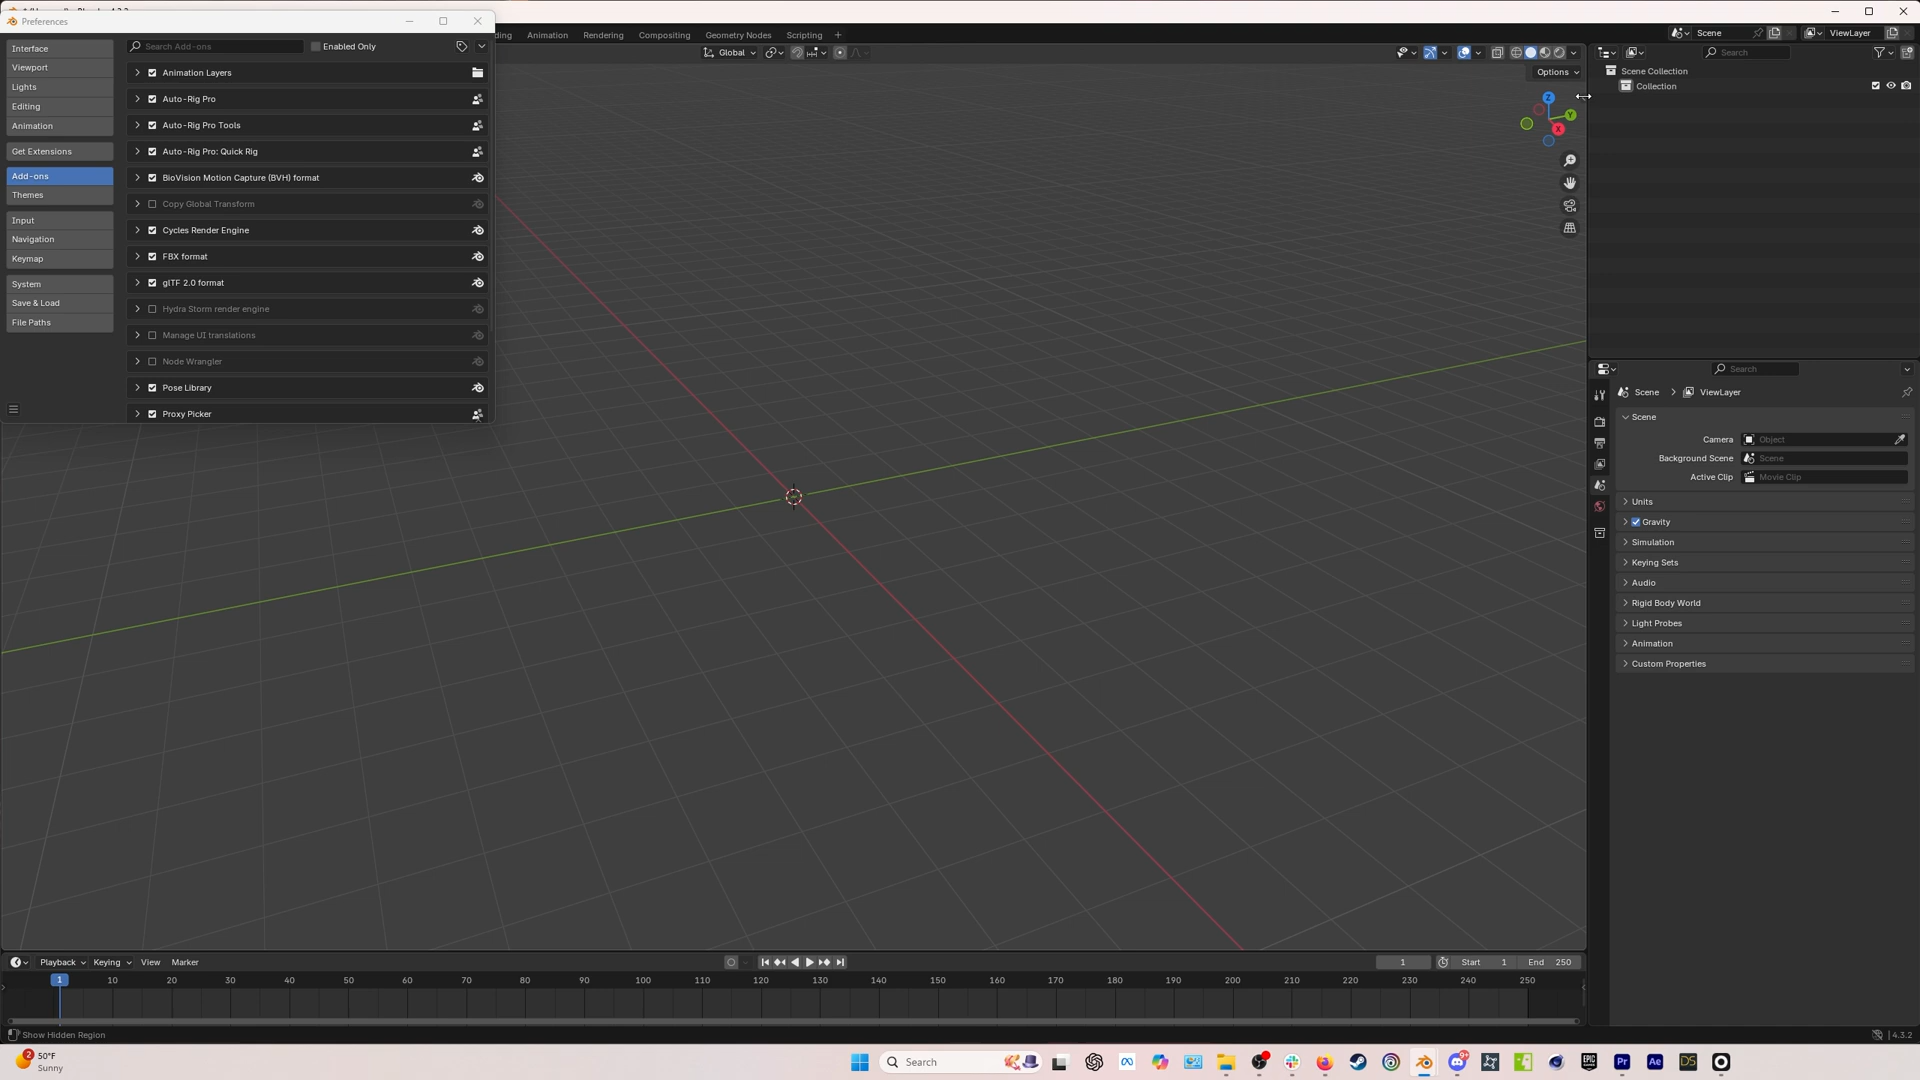 Preferences
Interface
Viewport
Lights
Editing
Animation
Get Extensions
Add-ons
Themes
Input
Navigation
Keymap
System
Save & Load
File Paths
Search Add-ons
Enabled Only
Animation Layers
Auto-Rig Pro
Auto-Rig Pro Tools
Auto-Rig Pro: Quick Rig
BioVision Motion Capture (BVH) format
Copy Global Transform
Cycles Render Engine
FBX format
glTF 2.0 format
Hydra Storm render engine
Manage UI translations
Node Wrangler
Pose Library
Proxy Picker
Animation Rendering Compositing Geometry Nodes Scripting +
Scene
ViewLayer
Global
Options
Z
Y
X
Search
Scene Collection
Collection
Search
Scene > ViewLayer
Scene
Camera Object
Background Scene Scene
Active Clip Movie Clip
Units
Gravity
Simulation
Keying Sets
Audio
Rigid Body World
Light Probes
Animation
Custom Properties
Playback Keying View Marker
1 Start 1 End 250
1 10 20 30 40 50 60 70 80 90 100 110 120 130 140 150 160 170 180 190 200 210 220 230 240 250
Show Hidden Region
4.3.2
2
50°F
Sunny
Search
9+
EPIC
Pr
Ae
DS